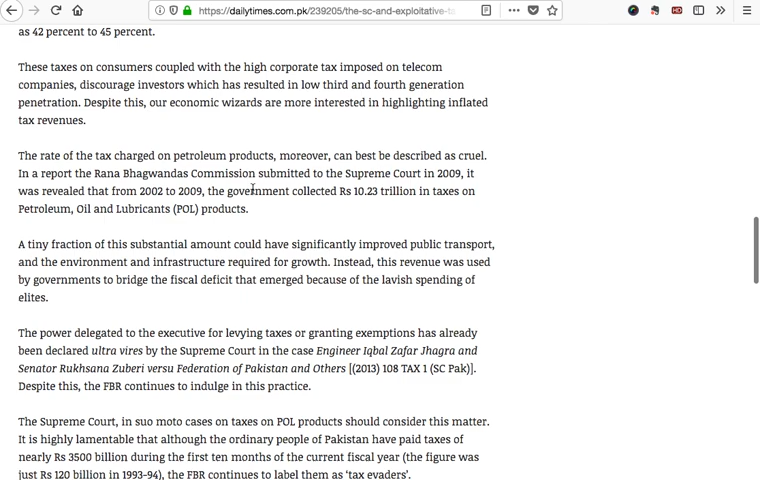 https://dailytimes.com.pk/239205/the-sc-and-exploitative-ta
as 42 percent to 45 percent.
These taxes on consumers coupled with the high corporate tax imposed on telecom
companies, discourage investors which has resulted in low third and fourth generation
penetration. Despite this, our economic wizards are more interested in highlighting inflated
tax revenues.
The rate of the tax charged on petroleum products, moreover, can best be described as cruel.
In a report the Rana Bhagwandas Commission submitted to the Supreme Court in 2009, it
was revealed that from 2002 to 2009, the government collected Rs 10.23 trillion in taxes on
Petroleum, Oil and Lubricants (POL) products.
A tiny fraction of this substantial amount could have significantly improved public transport,
and the environment and infrastructure required for growth. Instead, this revenue was used
by governments to bridge the fiscal deficit that emerged because of the lavish spending of
elites.
The power delegated to the executive for levying taxes or granting exemptions has already
been declared ultra vires by the Supreme Court in the case Engineer Iqbal Zafar Jhagra and
Senator Rukhsana Zuberi versu Federation of Pakistan and Others [(2013) 108 TAX 1 (SC Pak)].
Despite this, the FBR continues to indulge in this practice.
The Supreme Court, in suo moto cases on taxes on POL products should consider this matter.
It is highly lamentable that although the ordinary people of Pakistan have paid taxes of
nearly Rs 3500 billion during the first ten months of the current fiscal year (the figure was
just Rs 120 billion in 1993-94), the FBR continues to label them as ‘tax evaders’.